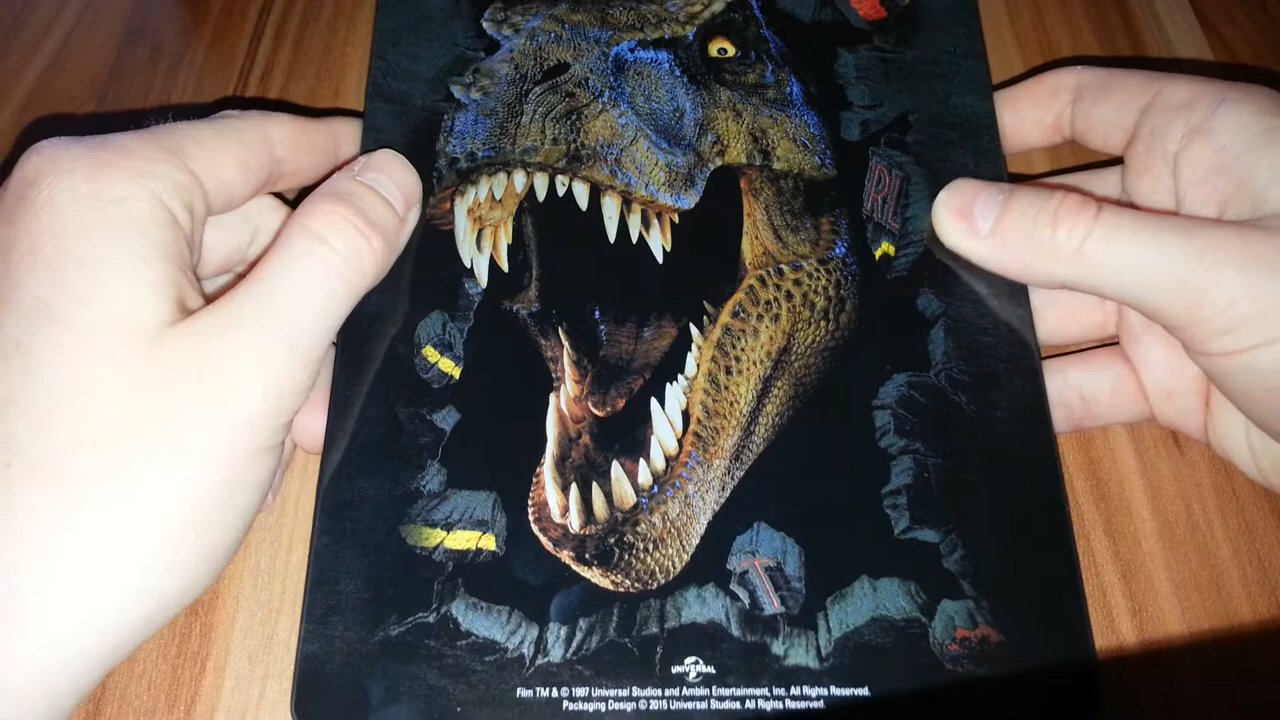 RL
T
UNIVERSAL
Film TM & © 1997 Universal Studios and Amblin Entertainment, Inc. All Rights Reserved.
Packaging Design © 2015 Universal Studios. All Rights Reserved.